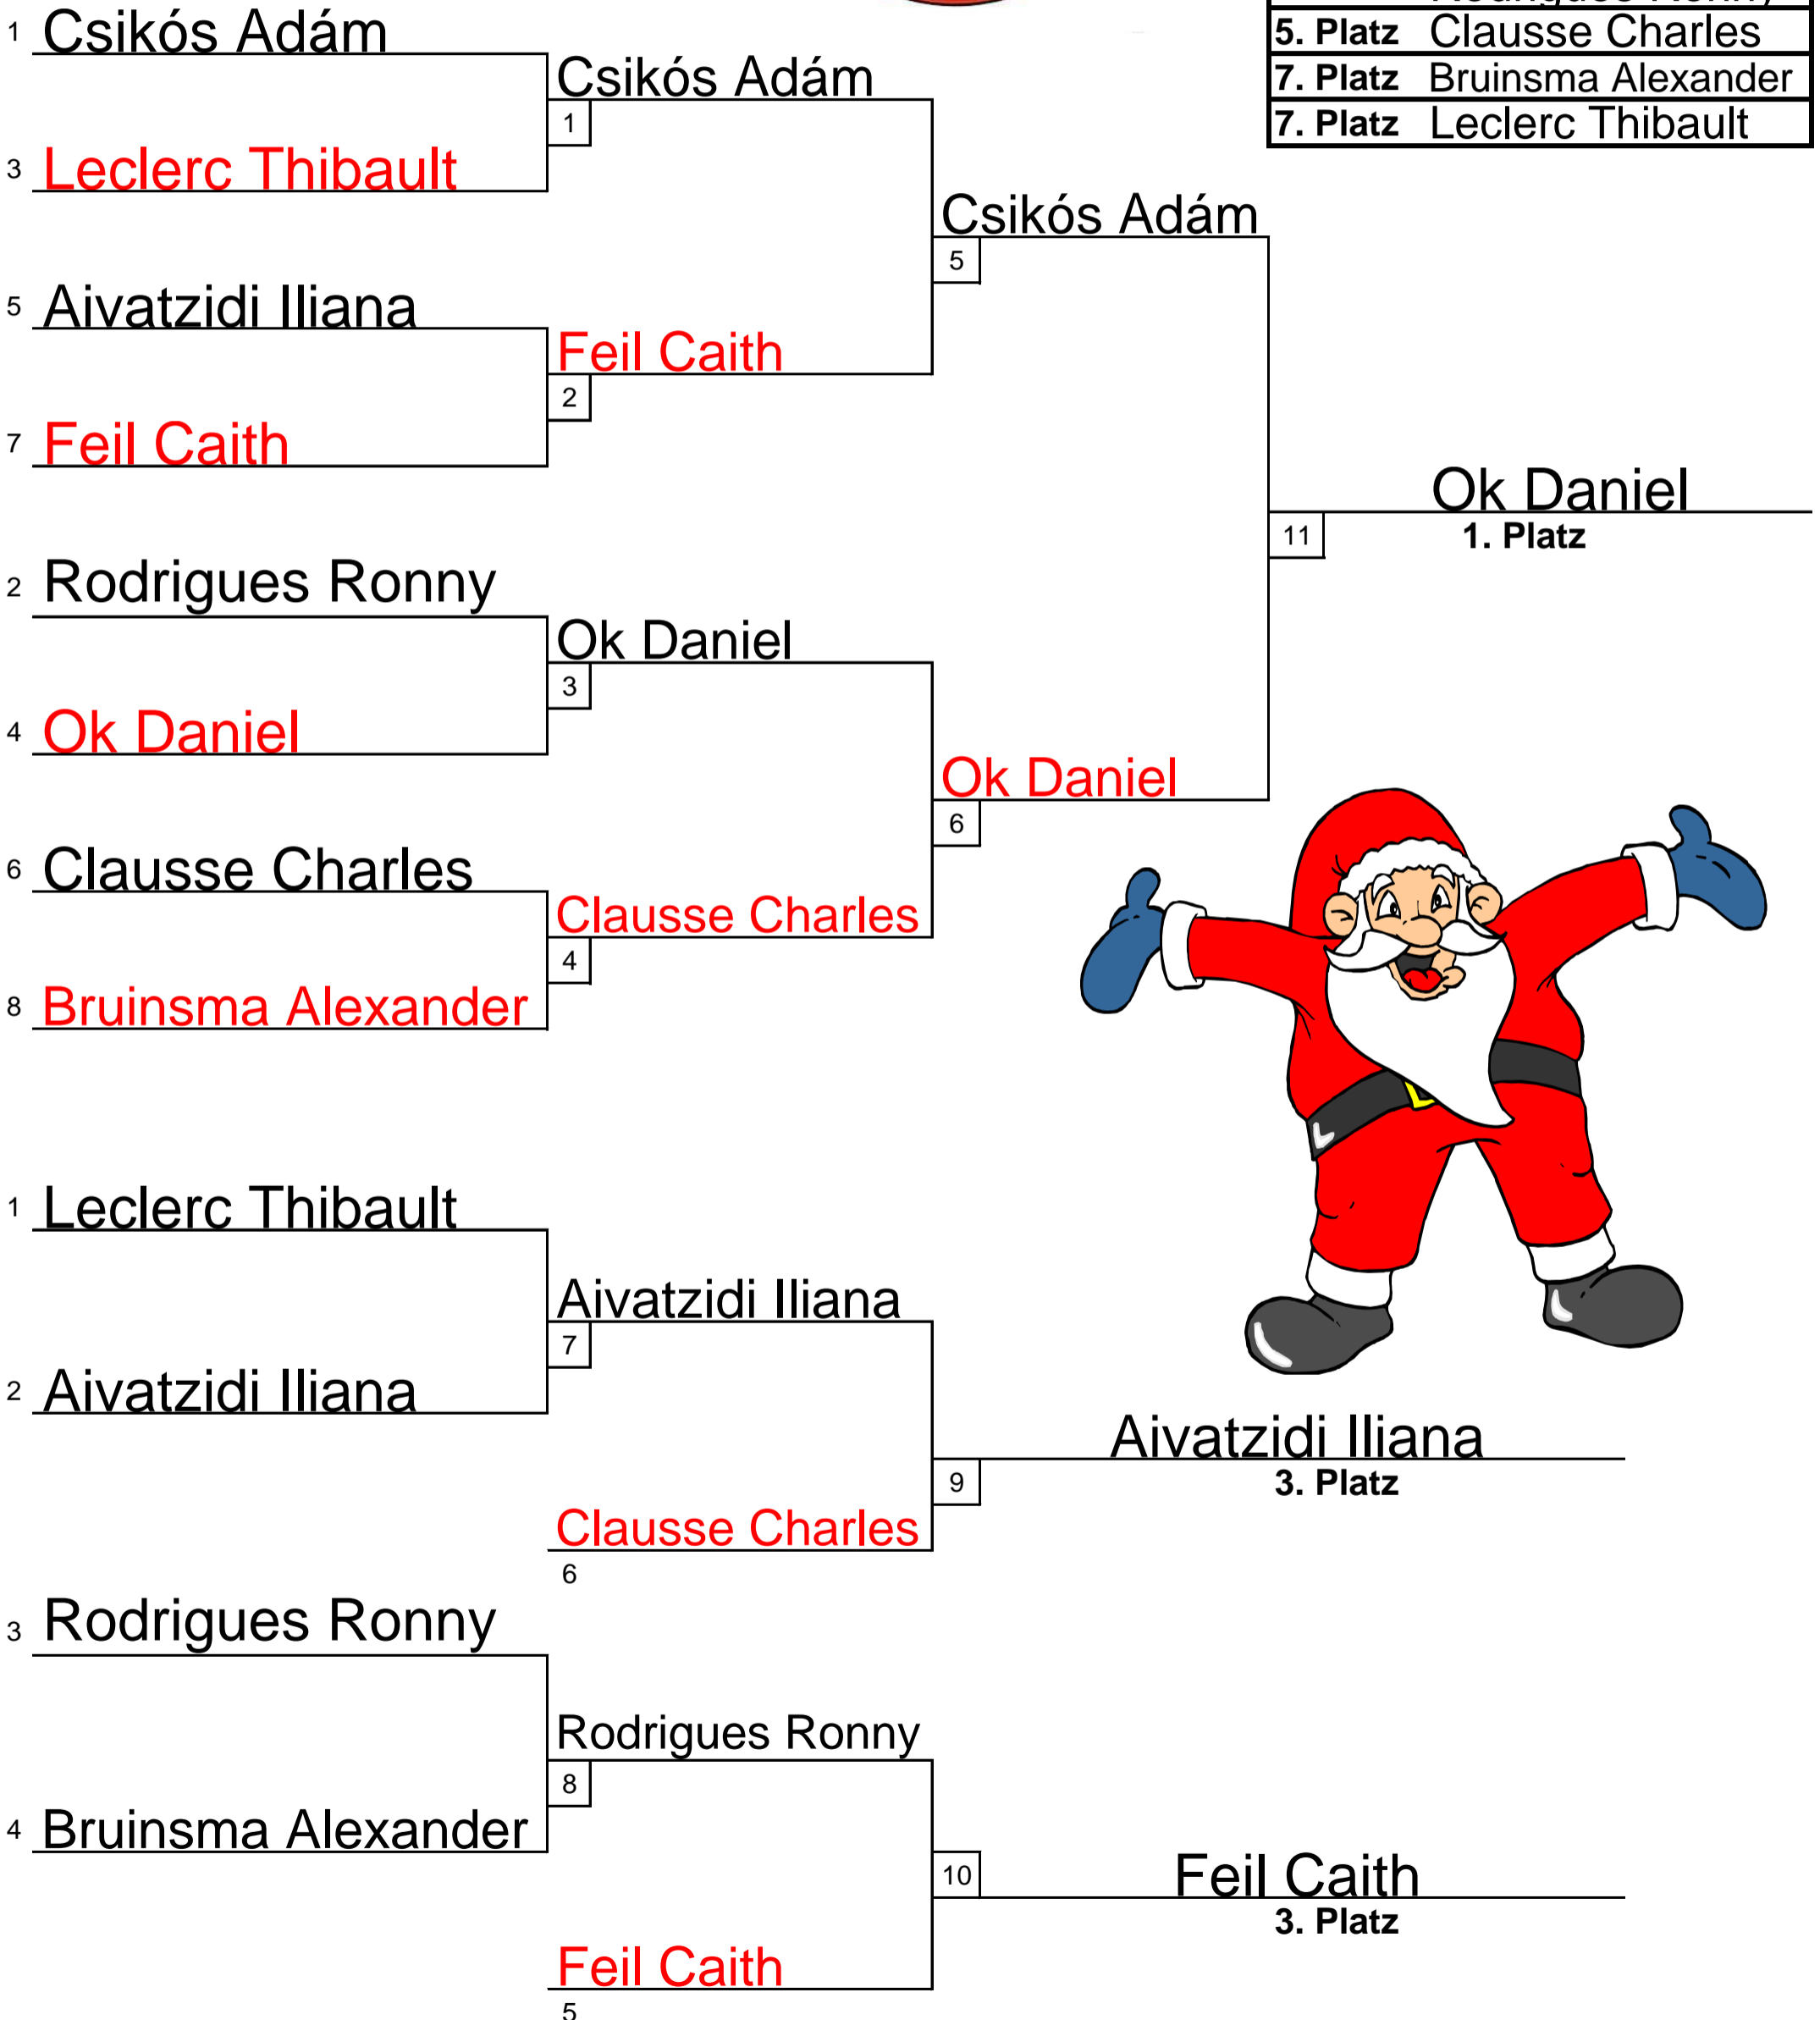 Rodrigues Ronny
5. Platz Clausse Charles
7. Platz Bruinsma Alexander
7. Platz Leclerc Thibault
1 Csikós Adám
Csikós Adám
1
3 Leclerc Thibault
Csikós Adám
5
5 Aivatzidi Iliana
Feil Caith
2
7 Feil Caith
Ok Daniel
11 1. Platz
2 Rodrigues Ronny
Ok Daniel
3
4 Ok Daniel
Ok Daniel
6
6 Clausse Charles
Clausse Charles
4
8 Bruinsma Alexander
1 Leclerc Thibault
Aivatzidi Iliana
7
2 Aivatzidi Iliana
Aivatzidi Iliana
9 3. Platz
Clausse Charles
6
3 Rodrigues Ronny
Rodrigues Ronny
8
4 Bruinsma Alexander
10 Feil Caith
3. Platz
Feil Caith
5